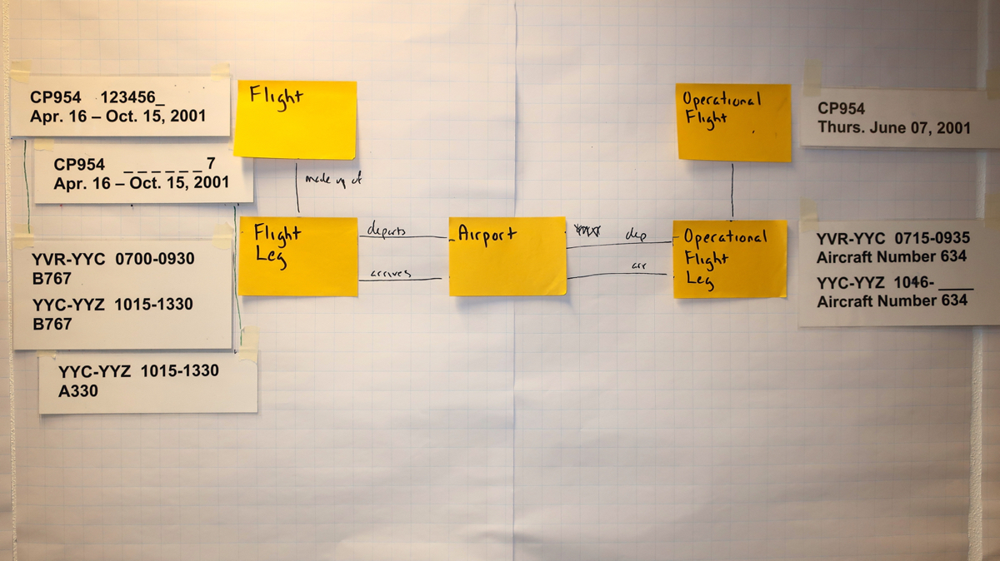 CP954 123456_
Apr. 16 – Oct. 15, 2001
CP954 _ _ _ _ _ _ 7
Apr. 16 – Oct. 15, 2001
YVR-YYC 0700-0930
B767
YYC-YYZ 1015-1330
B767
YYC-YYZ 1015-1330
A330
Flight
made up of
Flight
Leg
departs
arrives
Airport
dep
arr
Operational
Flight
Operational
Flight
Leg
CP954
Thurs. June 07, 2001
YVR-YYC 0715-0935
Aircraft Number 634
YYC-YYZ 1046- ____
Aircraft Number 634